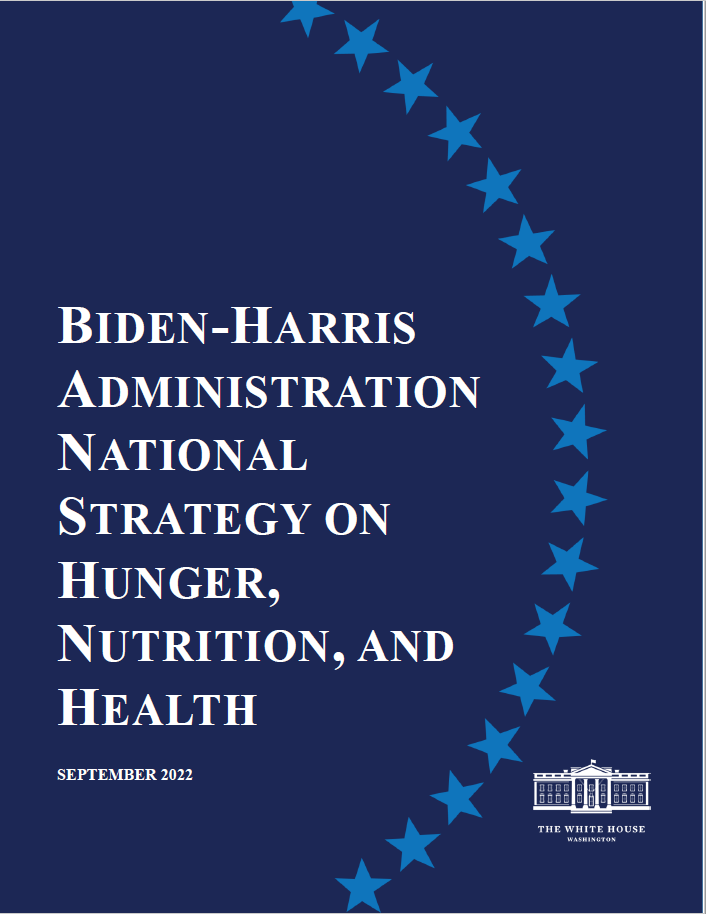 BIDEN-HARRIS
ADMINISTRATION
NATIONAL
STRATEGY ON
HUNGER,
NUTRITION, AND
HEALTH
SEPTEMBER 2022
THE WHITE HOUSE
WASHINGTON